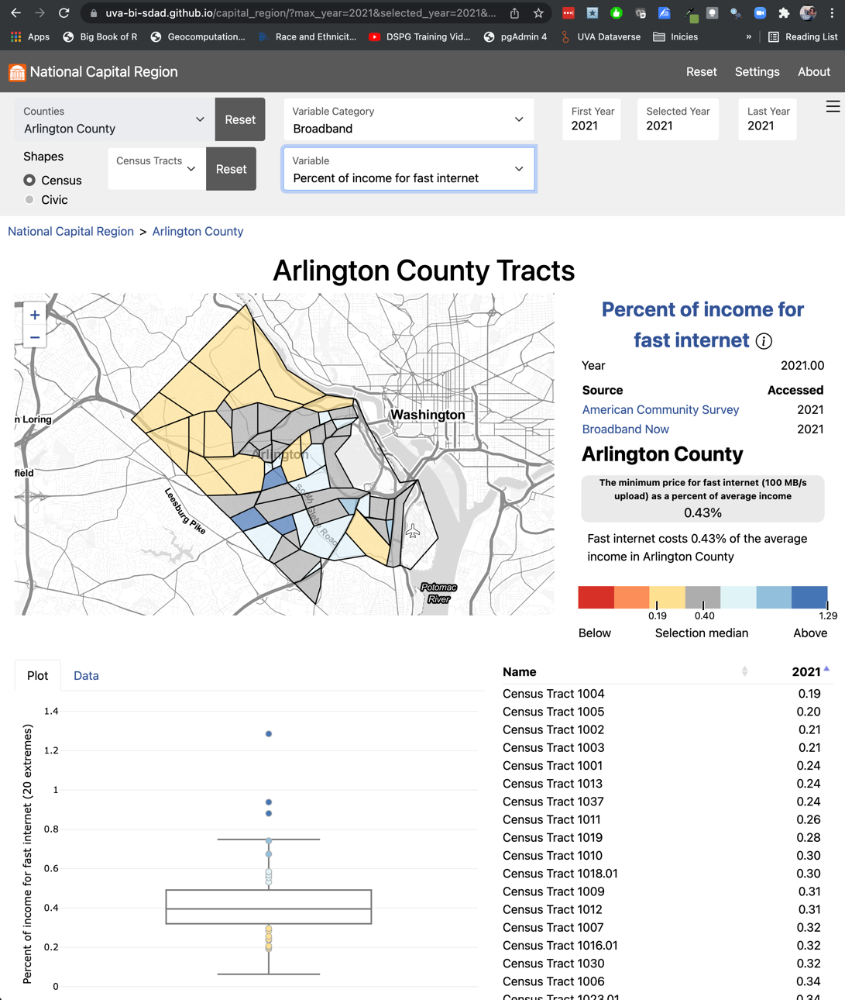 uva-bi-sdad.github.io/capital_region/?max_year=2021&selected_year=2021&...
Apps
Big Book of R
Geocomputation...
Race and Ethnicit...
DSPG Training Vid...
pgAdmin 4
UVA Dataverse
Inicies
»
Reading List
National Capital Region
Reset
Settings
About
Counties
Arlington County
Reset
Variable Category
Broadband
First Year
2021
Selected Year
2021
Last Year
2021
Shapes
Census
Civic
Census Tracts
Reset
Variable
Percent of income for fast internet
National Capital Region > Arlington County
Arlington County Tracts
+
−
n Loring
field
Leesburg Pike
Arlington
South Glebe Road
Washington
Potomac
River
Percent of income for
fast internet
Year 2021.00
Source Accessed
American Community Survey 2021
Broadband Now 2021
Arlington County
The minimum price for fast internet (100 MB/s
upload) as a percent of average income
0.43%
Fast internet costs 0.43% of the average
income in Arlington County
0.19 0.40 1.29
Below Selection median Above
Plot
Data
Percent of income for fast internet (20 extremes)
1.4
1.2
1
0.8
0.6
0.4
0.2
0
Name 2021
Census Tract 1004 0.19
Census Tract 1005 0.20
Census Tract 1002 0.21
Census Tract 1003 0.21
Census Tract 1001 0.24
Census Tract 1013 0.24
Census Tract 1037 0.24
Census Tract 1011 0.26
Census Tract 1019 0.28
Census Tract 1010 0.30
Census Tract 1018.01 0.30
Census Tract 1009 0.31
Census Tract 1012 0.31
Census Tract 1007 0.32
Census Tract 1016.01 0.32
Census Tract 1030 0.32
Census Tract 1006 0.34
Census Tract 1023.01 0.34